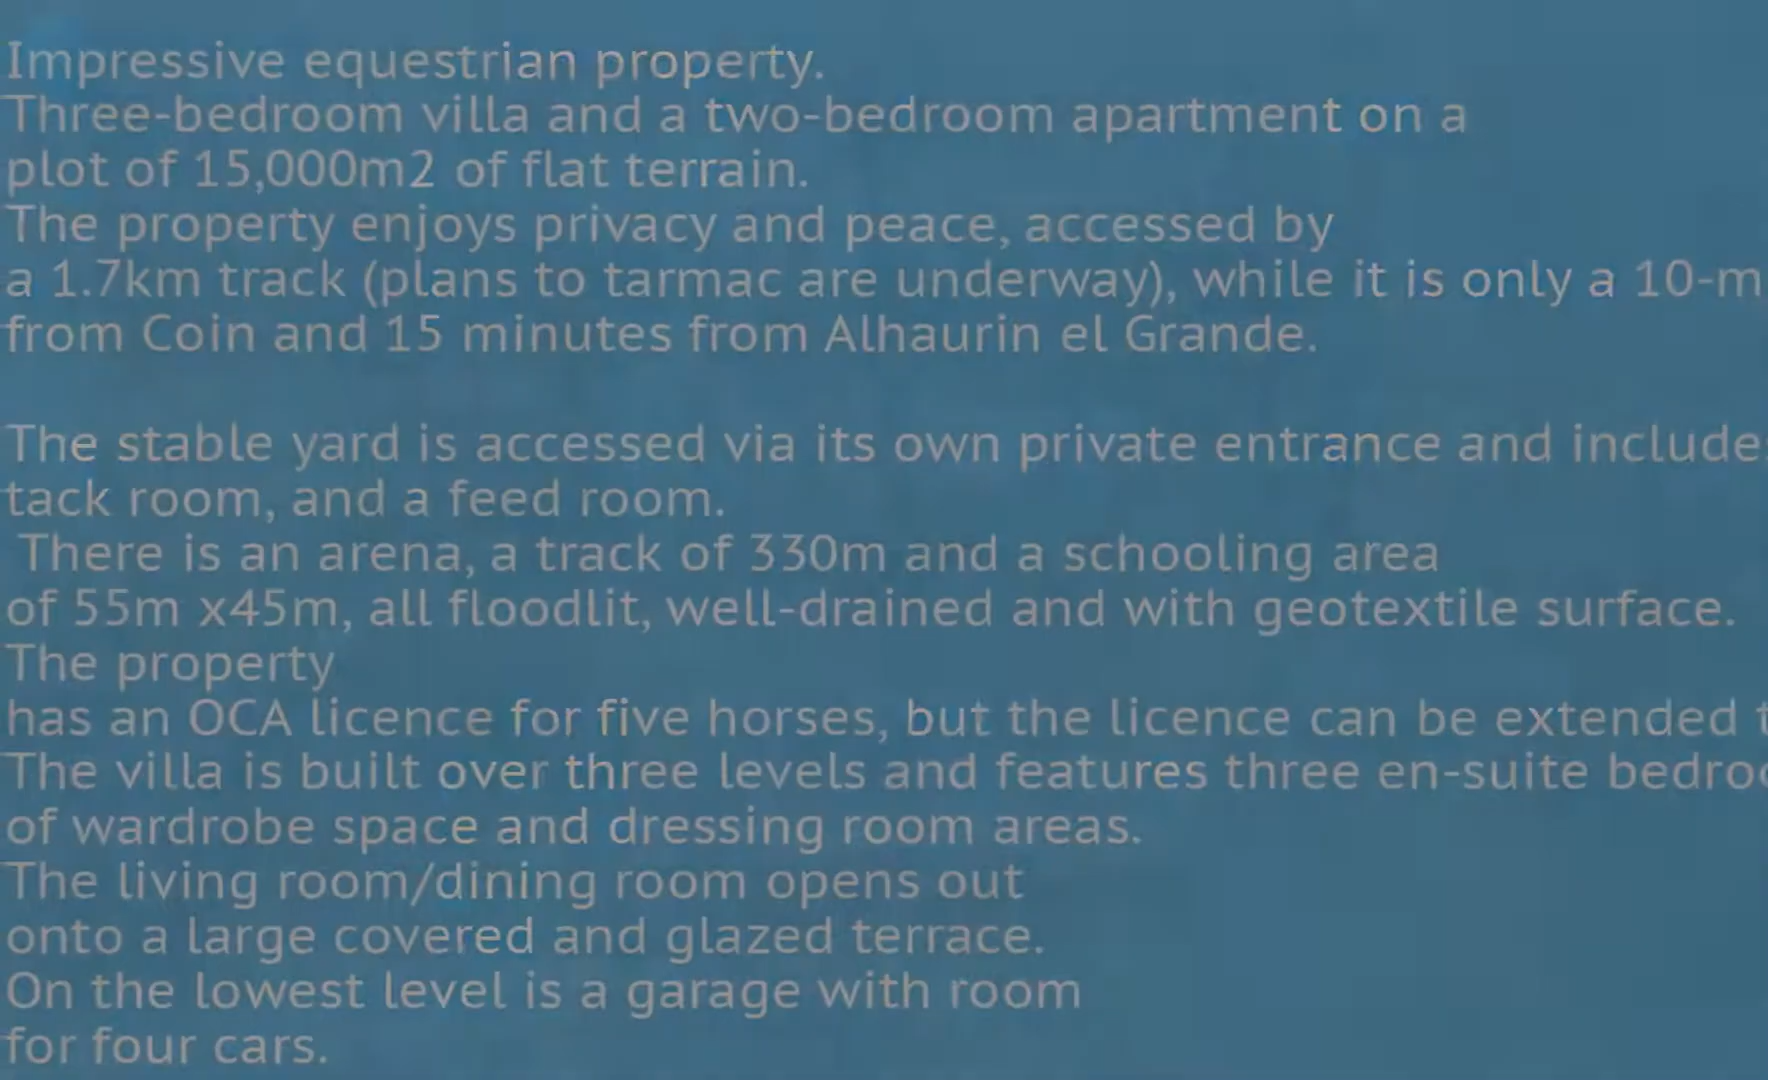 Impressive equestrian property.
Three-bedroom villa and a two-bedroom apartment on a
plot of 15,000m2 of flat terrain.
The property enjoys privacy and peace, accessed by
a 1.7km track (plans to tarmac are underway), while it is only a 10-m
from Coin and 15 minutes from Alhaurin el Grande.
The stable yard is accessed via its own private entrance and include
tack room, and a feed room.
There is an arena, a track of 330m and a schooling area
of 55m x45m, all floodlit, well-drained and with geotextile surface.
The property
has an OCA licence for five horses, but the licence can be extended t
The villa is built over three levels and features three en-suite bedro
of wardrobe space and dressing room areas.
The living room/dining room opens out
onto a large covered and glazed terrace.
On the lowest level is a garage with room
for four cars.